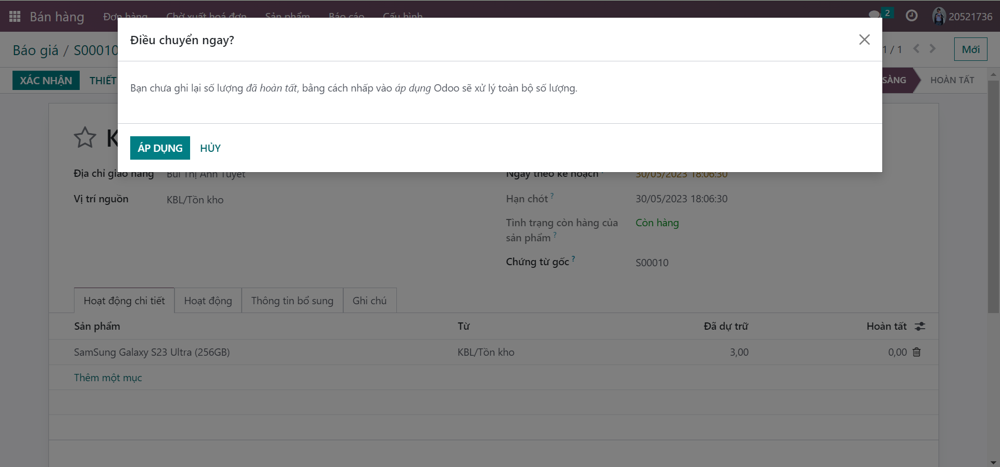 Bán hàng Đơn hàng Chờ xuất hoá đơn Sản phẩm Báo cáo Cấu hình 2 20521736
Điều chuyển ngay?
Báo giá / S00010 1 / 1 Mới
XÁC NHẬN THIẾT SÀNG HOÀN TẤT
Bạn chưa ghi lại số lượng đã hoàn tất, bằng cách nhấp vào áp dụng Odoo sẽ xử lý toàn bộ số lượng.
K
ÁP DỤNG HỦY
Địa chỉ giao hàng Bùi Thị Ánh Tuyết Ngày theo kế hoạch ? 30/05/2023 18:06:30
Vị trí nguồn KBL/Tồn kho Hạn chót ? 30/05/2023 18:06:30
Tình trạng còn hàng của sản phẩm ? Còn hàng
Chứng từ gốc ? S00010
Hoạt động chi tiết Hoạt động Thông tin bổ sung Ghi chú
Sản phẩm Từ Đã dự trữ Hoàn tất
SamSung Galaxy S23 Ultra (256GB) KBL/Tồn kho 3,00 0,00
Thêm một mục